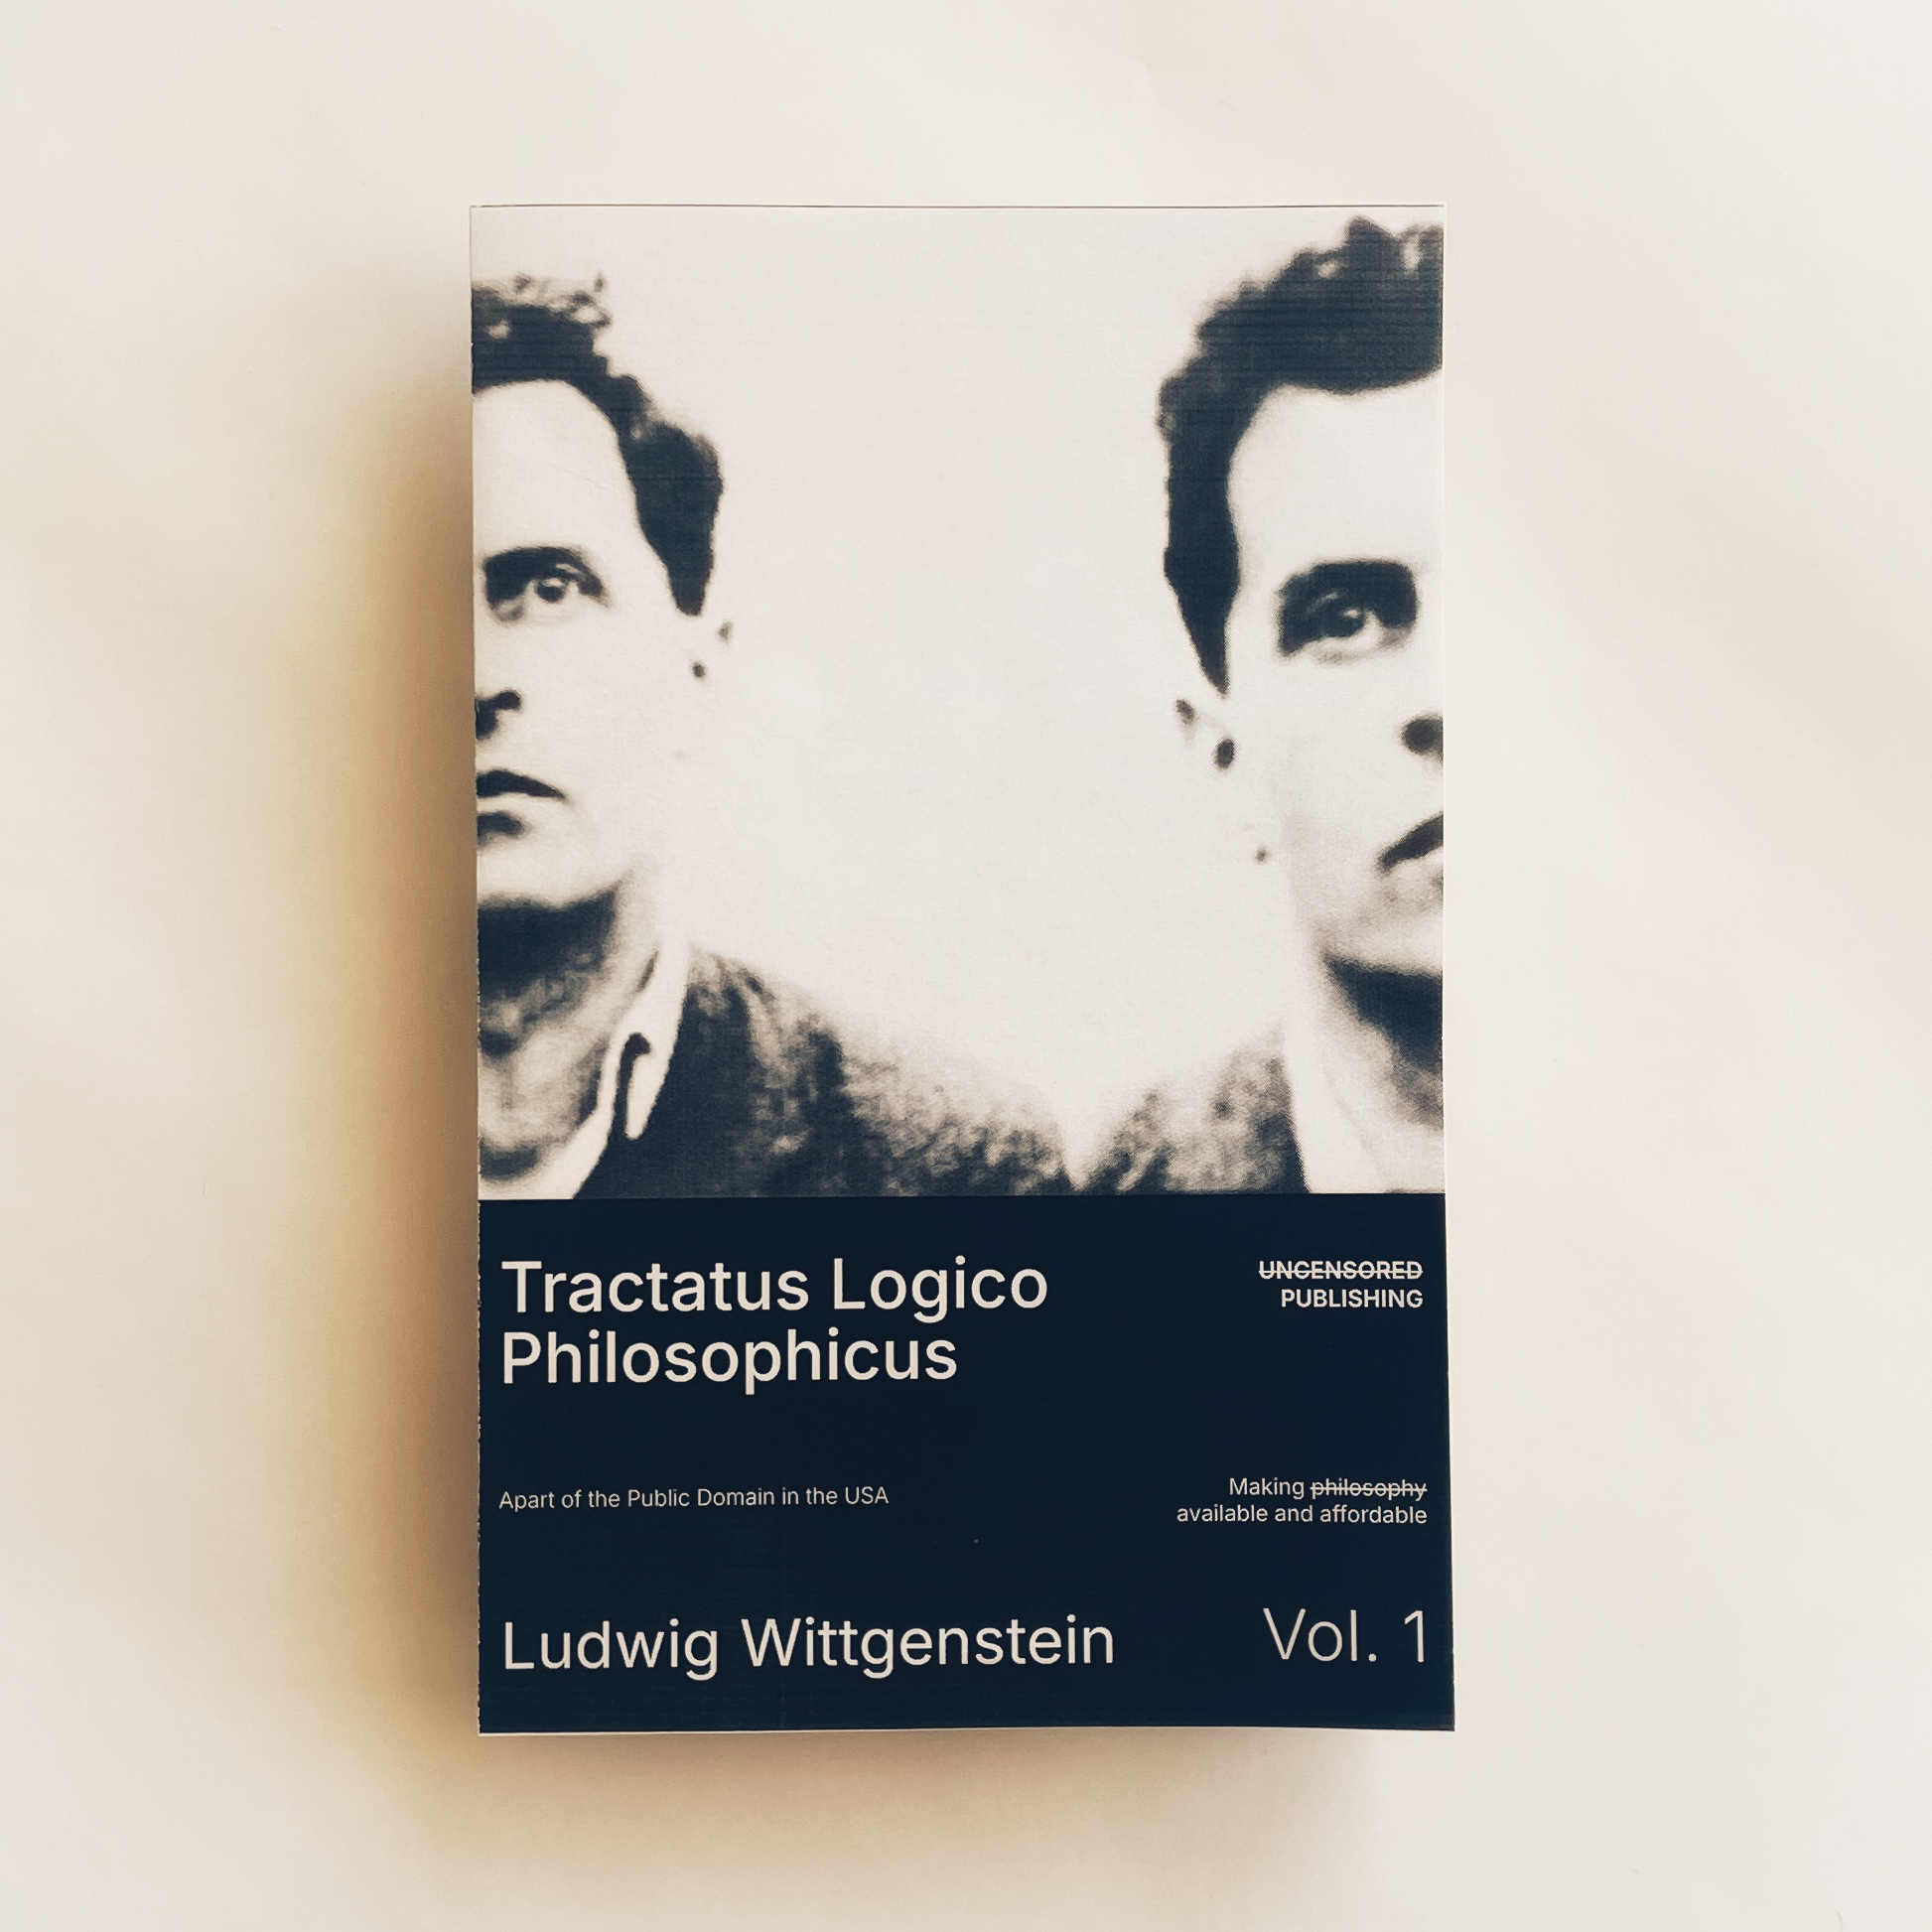 Tractatus Logico
Philosophicus
UNCENSORED
PUBLISHING
Apart of the Public Domain in the USA
Making philosophy
available and affordable
Ludwig Wittgenstein
Vol. 1